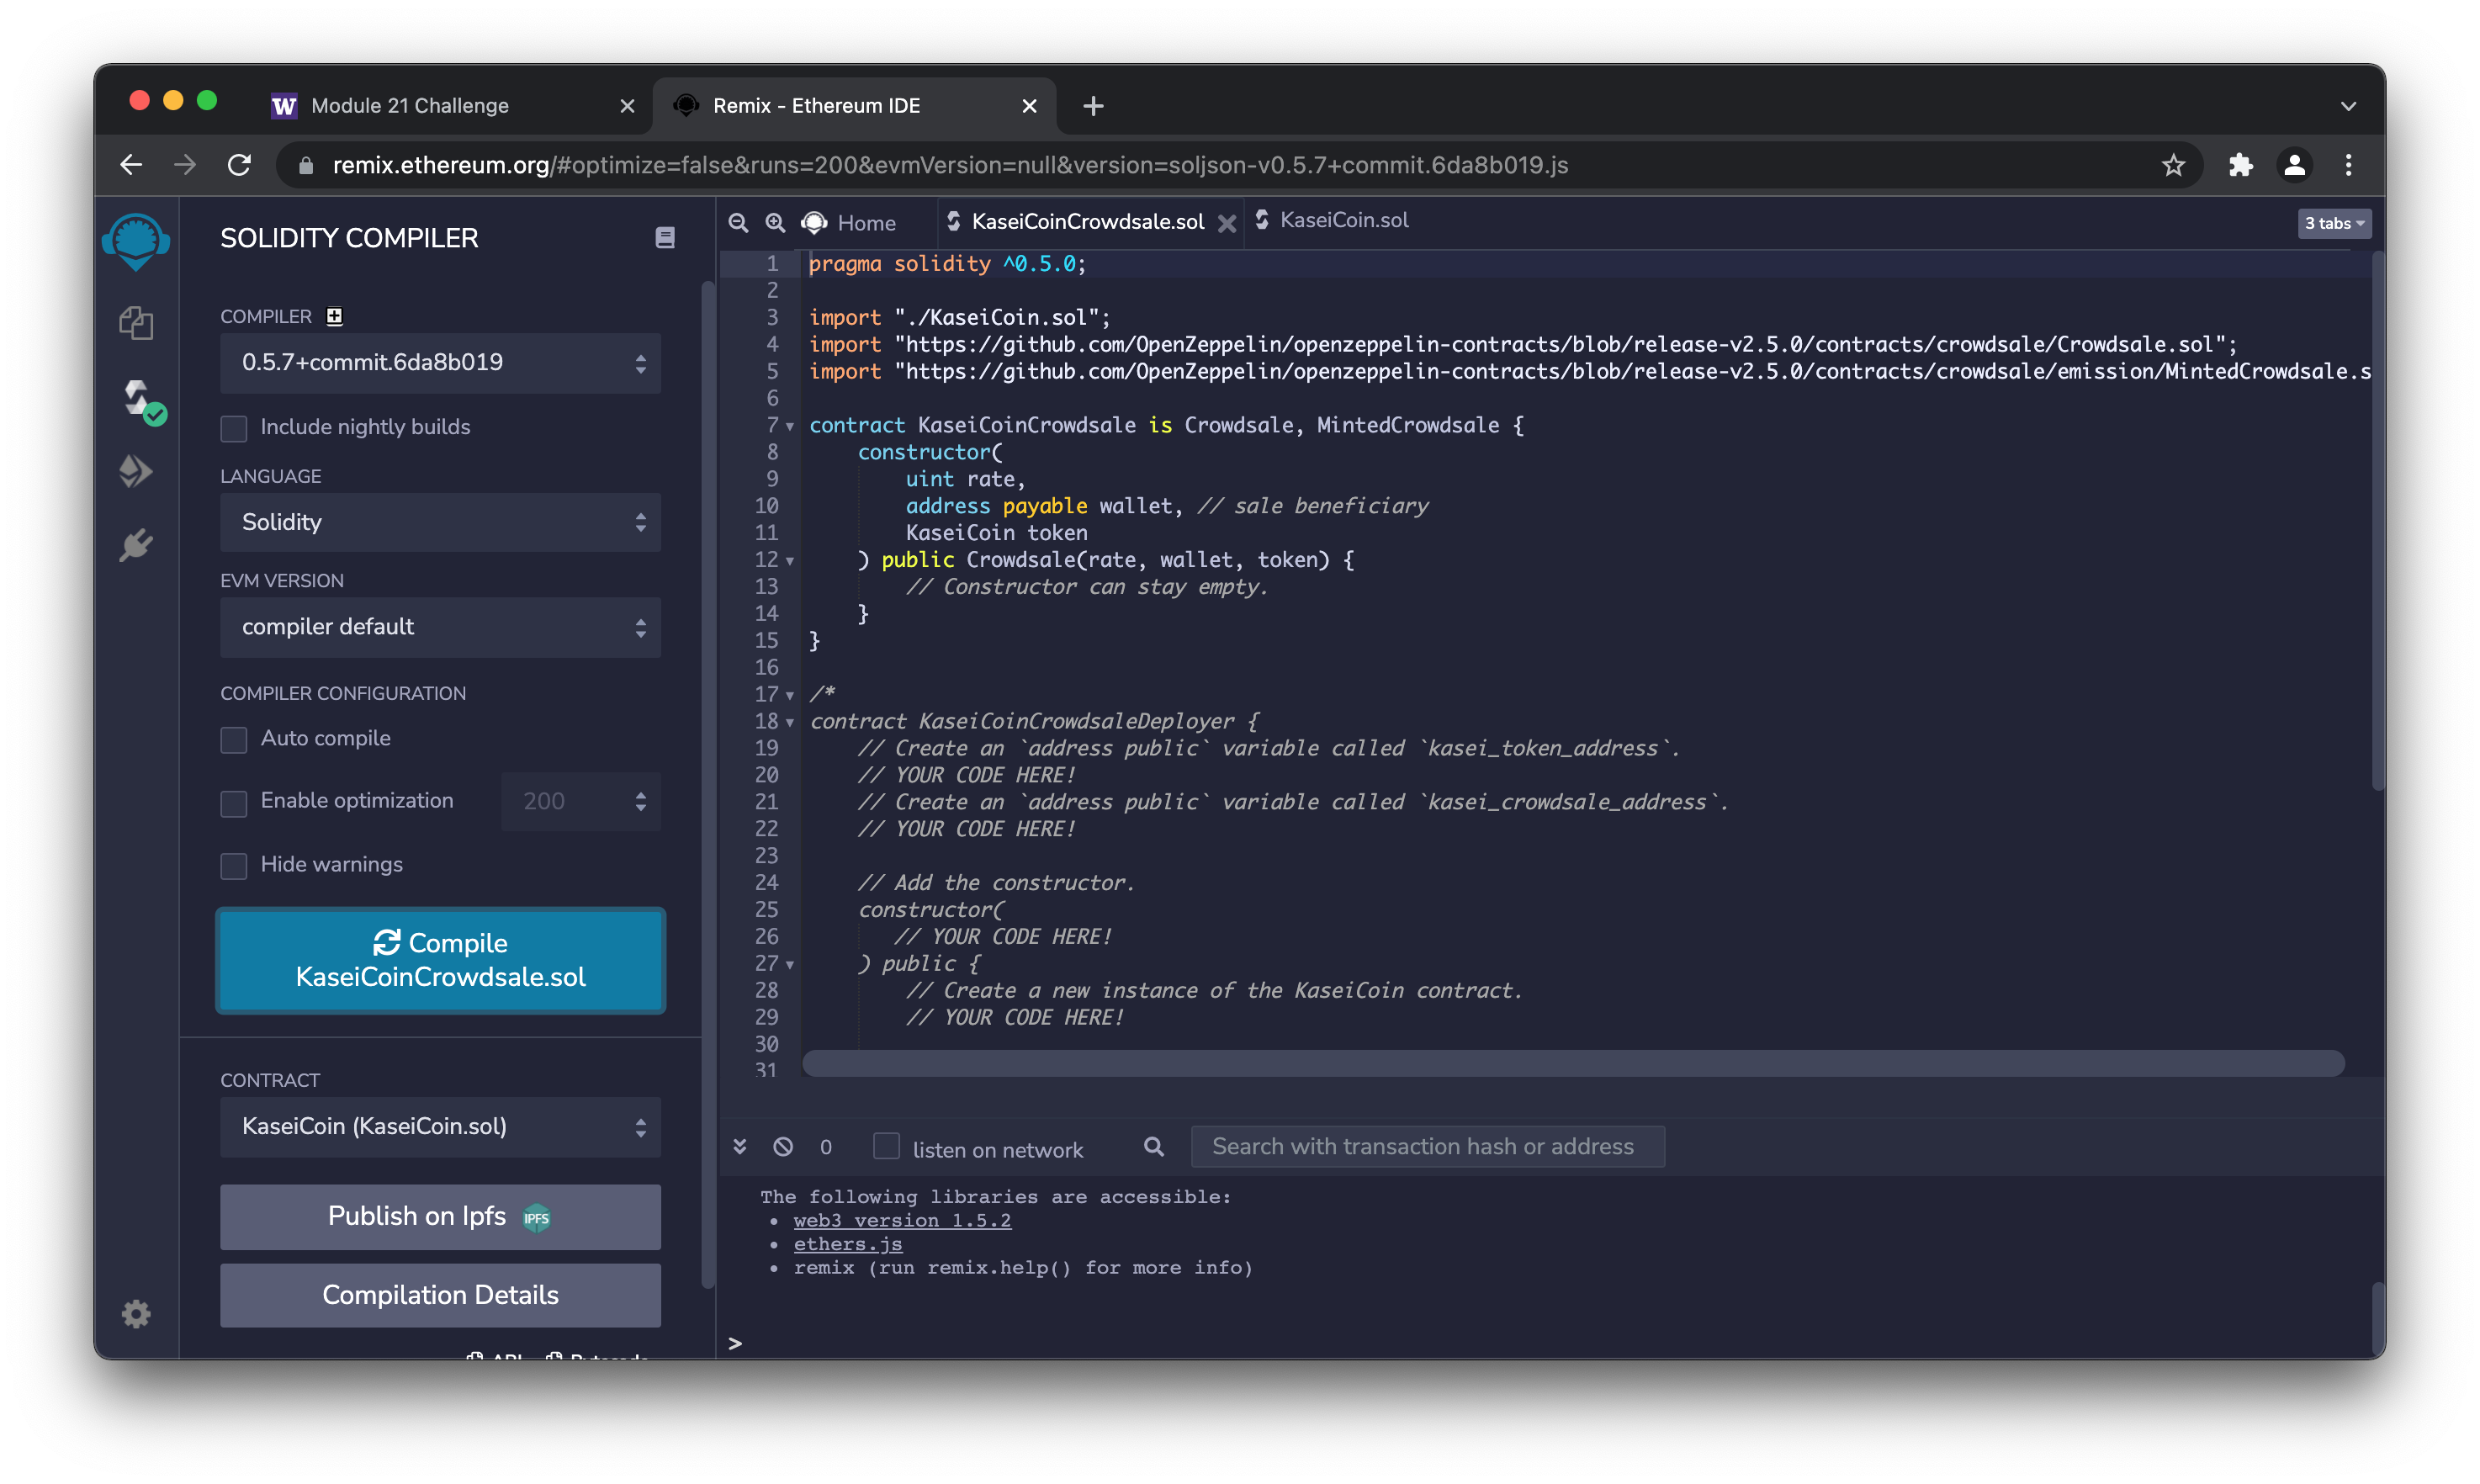 W Module 21 Challenge
Remix - Ethereum IDE
remix.ethereum.org/#optimize=false&runs=200&evmVersion=null&version=soljson-v0.5.7+commit.6da8b019.js
SOLIDITY COMPILER
COMPILER
0.5.7+commit.6da8b019
Include nightly builds
LANGUAGE
Solidity
EVM VERSION
compiler default
COMPILER CONFIGURATION
Auto compile
Enable optimization 200
Hide warnings
Compile
KaseiCoinCrowdsale.sol
CONTRACT
KaseiCoin (KaseiCoin.sol)
Publish on Ipfs IPFS
Compilation Details
Home KaseiCoinCrowdsale.sol KaseiCoin.sol 3 tabs
1 pragma solidity ^0.5.0;
2
3 import "./KaseiCoin.sol";
4 import "https://github.com/OpenZeppelin/openzeppelin-contracts/blob/release-v2.5.0/contracts/crowdsale/Crowdsale.sol";
5 import "https://github.com/OpenZeppelin/openzeppelin-contracts/blob/release-v2.5.0/contracts/crowdsale/emission/MintedCrowdsale.s
6
7 contract KaseiCoinCrowdsale is Crowdsale, MintedCrowdsale {
8 constructor(
9 uint rate,
10 address payable wallet, // sale beneficiary
11 KaseiCoin token
12 ) public Crowdsale(rate, wallet, token) {
13 // Constructor can stay empty.
14 }
15 }
16
17 /*
18 contract KaseiCoinCrowdsaleDeployer {
19 // Create an `address public` variable called `kasei_token_address`.
20 // YOUR CODE HERE!
21 // Create an `address public` variable called `kasei_crowdsale_address`.
22 // YOUR CODE HERE!
23
24 // Add the constructor.
25 constructor(
26 // YOUR CODE HERE!
27 ) public {
28 // Create a new instance of the KaseiCoin contract.
29 // YOUR CODE HERE!
30
31
0 listen on network Search with transaction hash or address
The following libraries are accessible:
• web3 version 1.5.2
• ethers.js
• remix (run remix.help() for more info)
>